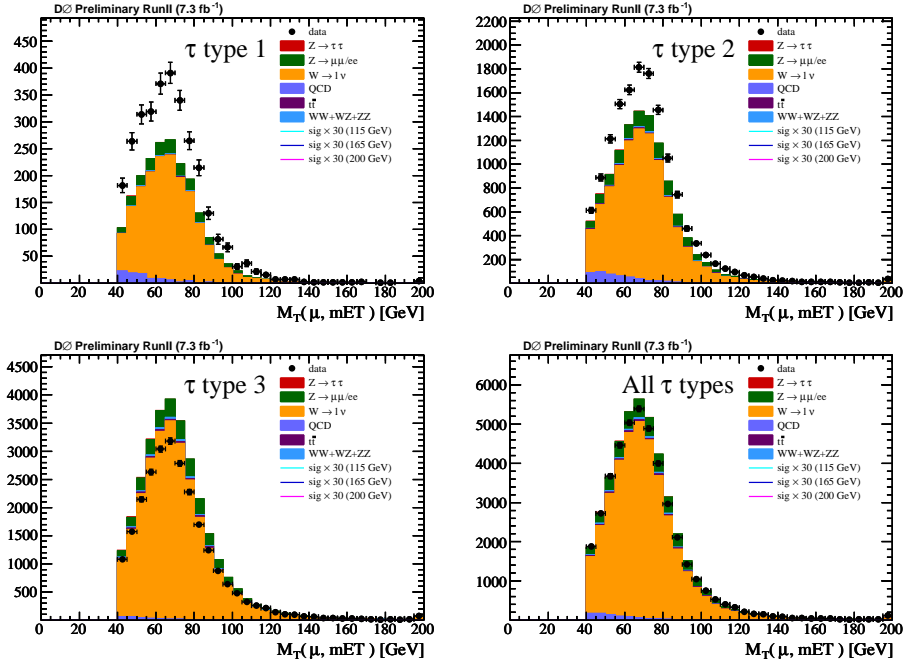 DØ Preliminary RunII (7.3 fb⁻¹)
τ type 1
data
Z → τ τ
Z → μμ/ee
W → l ν
QCD
tt̄
WW+WZ+ZZ
sig × 30 (115 GeV)
sig × 30 (165 GeV)
sig × 30 (200 GeV)
450
400
350
300
250
200
150
100
50
0 20 40 60 80 100 120 140 160 180 200
M_T(μ, mET) [GeV]
DØ Preliminary RunII (7.3 fb⁻¹)
τ type 2
data
Z → τ τ
Z → μμ/ee
W → l ν
QCD
tt̄
WW+WZ+ZZ
sig × 30 (115 GeV)
sig × 30 (165 GeV)
sig × 30 (200 GeV)
2200
2000
1800
1600
1400
1200
1000
800
600
400
200
0 20 40 60 80 100 120 140 160 180 200
M_T(μ, mET) [GeV]
DØ Preliminary RunII (7.3 fb⁻¹)
τ type 3
data
Z → τ τ
Z → μμ/ee
W → l ν
QCD
tt̄
WW+WZ+ZZ
sig × 30 (115 GeV)
sig × 30 (165 GeV)
sig × 30 (200 GeV)
4500
4000
3500
3000
2500
2000
1500
1000
500
0 20 40 60 80 100 120 140 160 180 200
M_T(μ, mET) [GeV]
DØ Preliminary RunII (7.3 fb⁻¹)
All τ types
data
Z → τ τ
Z → μμ/ee
W → l ν
QCD
tt̄
WW+WZ+ZZ
sig × 30 (115 GeV)
sig × 30 (165 GeV)
sig × 30 (200 GeV)
6000
5000
4000
3000
2000
1000
0 20 40 60 80 100 120 140 160 180 200
M_T(μ, mET) [GeV]